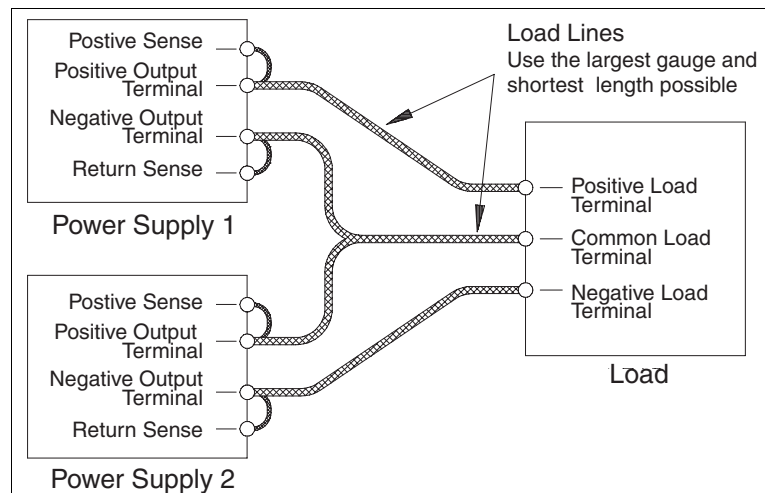 Postive Sense
Positive Output
Terminal
Negative Output
Terminal
Return Sense
Power Supply 1
Load Lines
Use the largest gauge and
shortest length possible
Positive Load
Terminal
Common Load
Terminal
Negative Load
Terminal
Load
Postive Sense
Positive Output
Terminal
Negative Output
Terminal
Return Sense
Power Supply 2